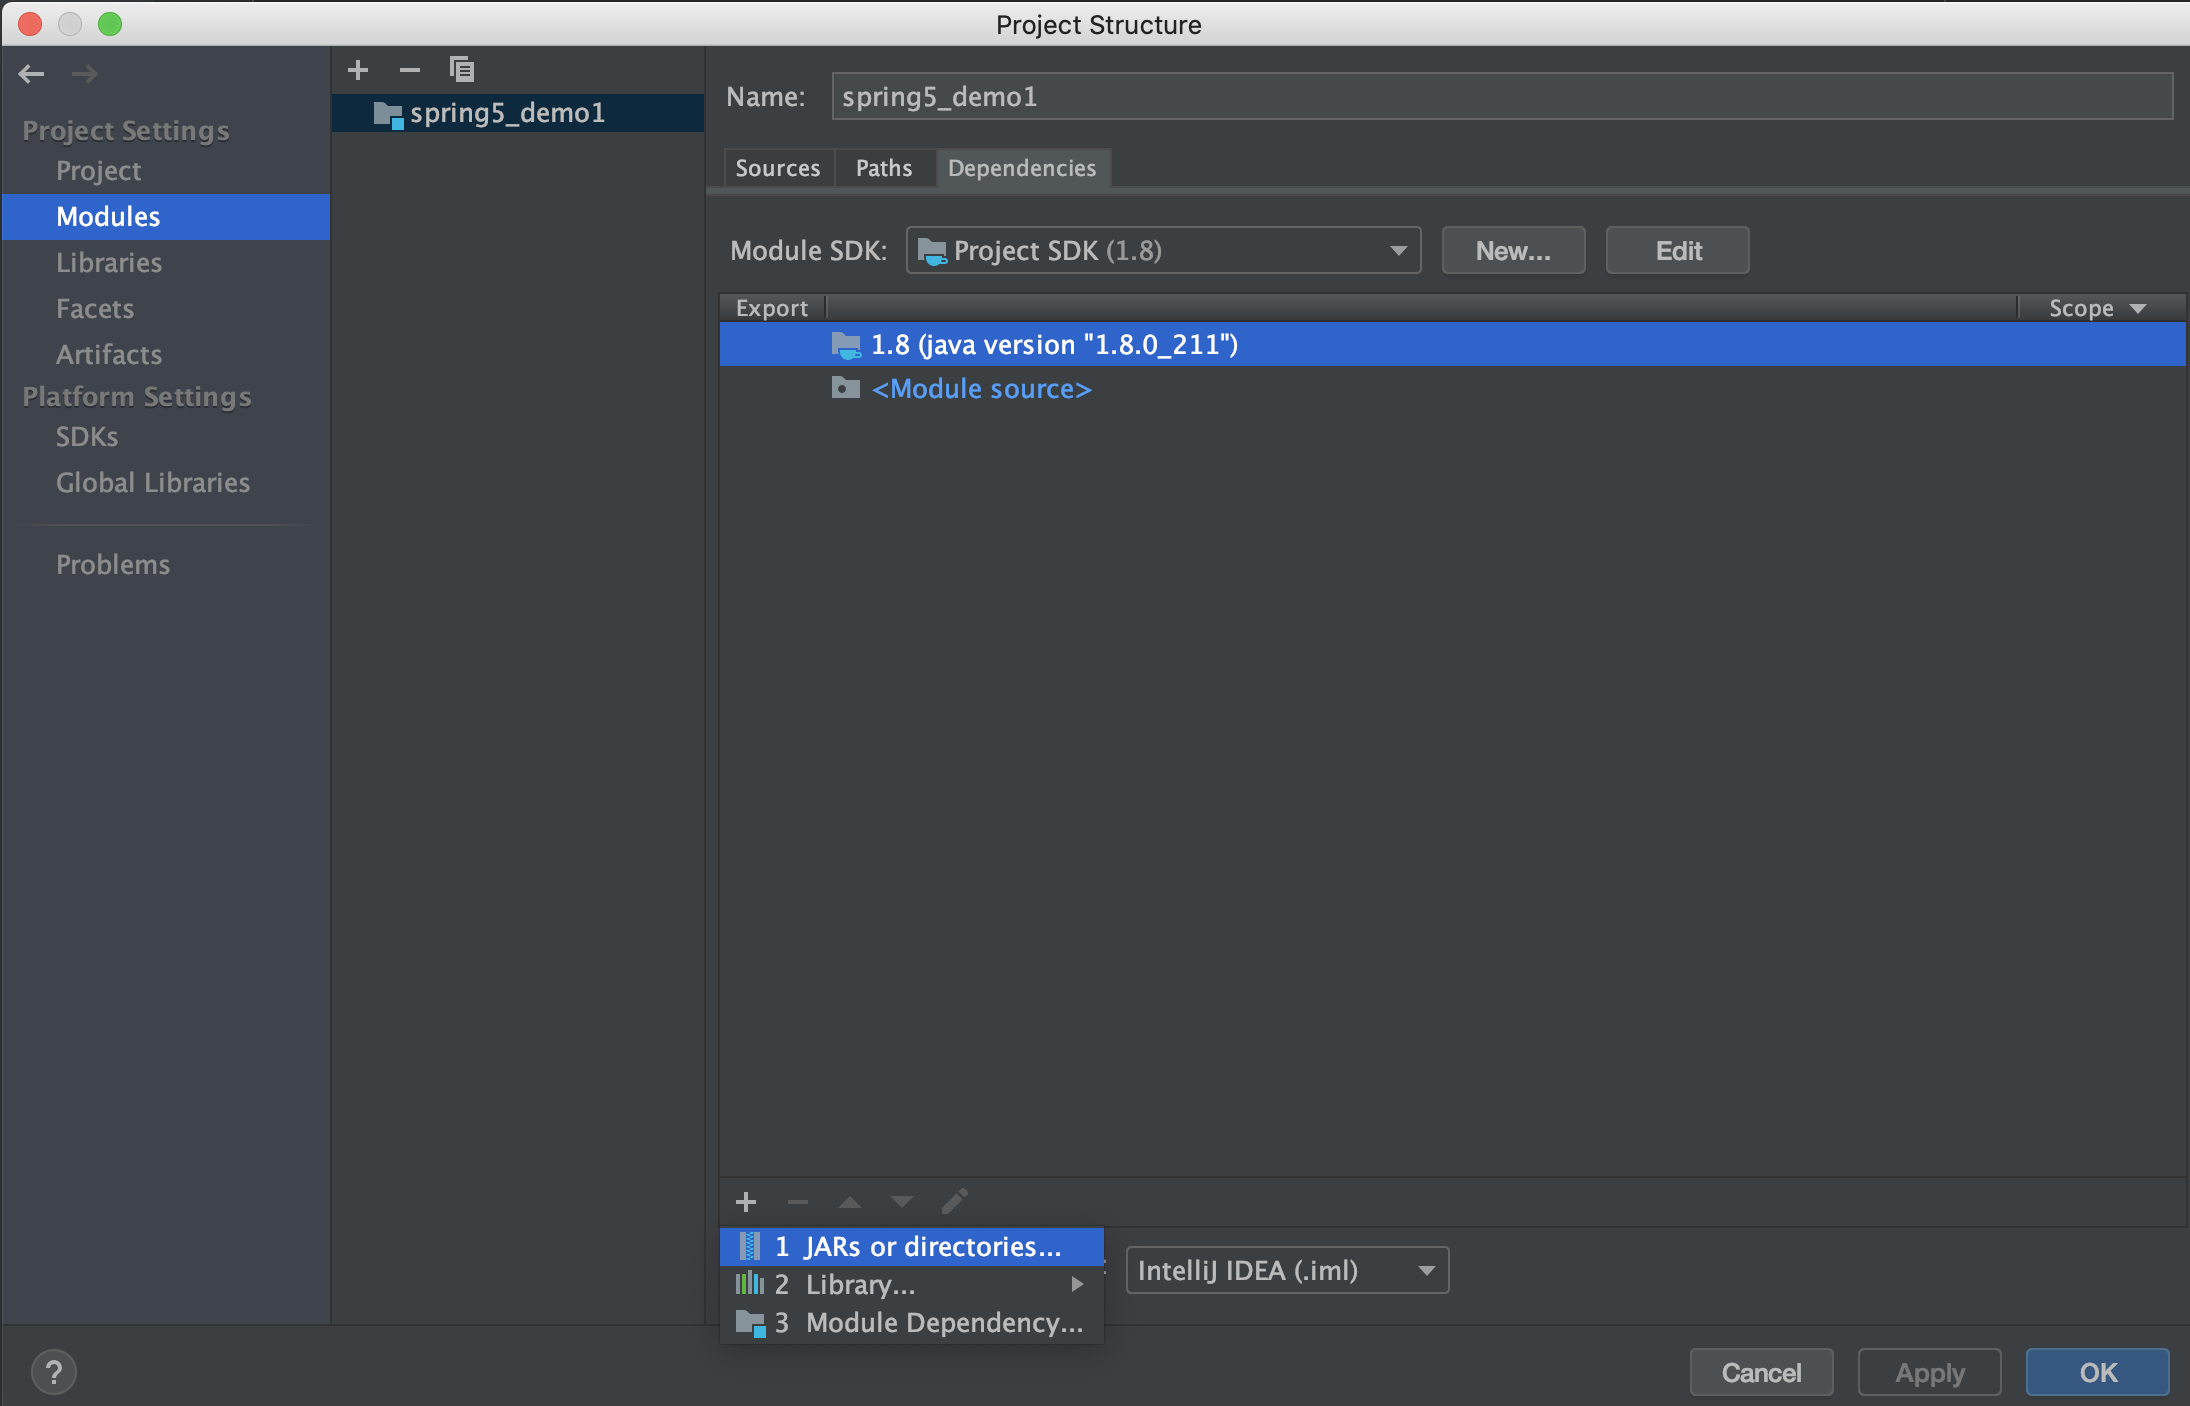 Project Structure
Project Settings
Project
Modules
Libraries
Facets
Artifacts
Platform Settings
SDKs
Global Libraries
Problems
spring5_demo1
Name: spring5_demo1
Sources Paths Dependencies
Module SDK: Project SDK (1.8) New... Edit
Export Scope
1.8 (java version "1.8.0_211")
<Module source>
1 JARs or directories...
2 Library...
3 Module Dependency...
: IntelliJ IDEA (.iml)
? Cancel Apply OK